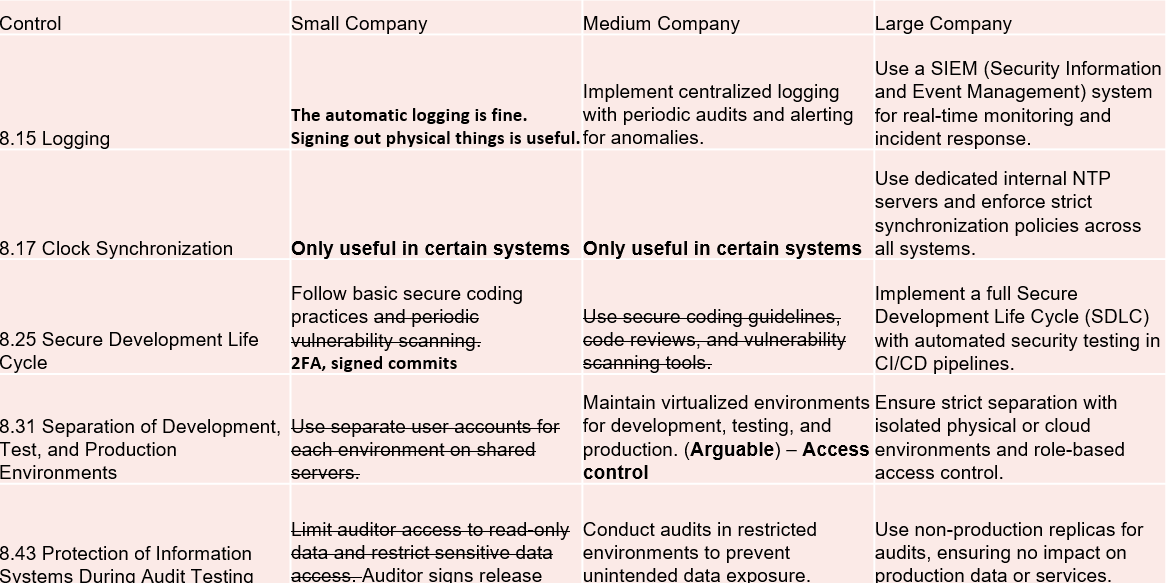 Control
Small Company
Medium Company
Large Company
8.15 Logging
The automatic logging is fine.
Signing out physical things is useful.
Implement centralized logging
with periodic audits and alerting
for anomalies.
Use a SIEM (Security Information
and Event Management) system
for real-time monitoring and
incident response.
8.17 Clock Synchronization
Only useful in certain systems
Only useful in certain systems
Use dedicated internal NTP
servers and enforce strict
synchronization policies across
all systems.
8.25 Secure Development Life
Cycle
Follow basic secure coding
practices and periodic
vulnerability scanning.
2FA, signed commits
Use secure coding guidelines,
code reviews, and vulnerability
scanning tools.
Implement a full Secure
Development Life Cycle (SDLC)
with automated security testing in
CI/CD pipelines.
8.31 Separation of Development,
Test, and Production
Environments
Use separate user accounts for
each environment on shared
servers.
Maintain virtualized environments
for development, testing, and
production. (Arguable) – Access
control
Ensure strict separation with
isolated physical or cloud
environments and role-based
access control.
8.43 Protection of Information
Systems During Audit Testing
Limit auditor access to read-only
data and restrict sensitive data
access. Auditor signs release
Conduct audits in restricted
environments to prevent
unintended data exposure.
Use non-production replicas for
audits, ensuring no impact on
production data or services.